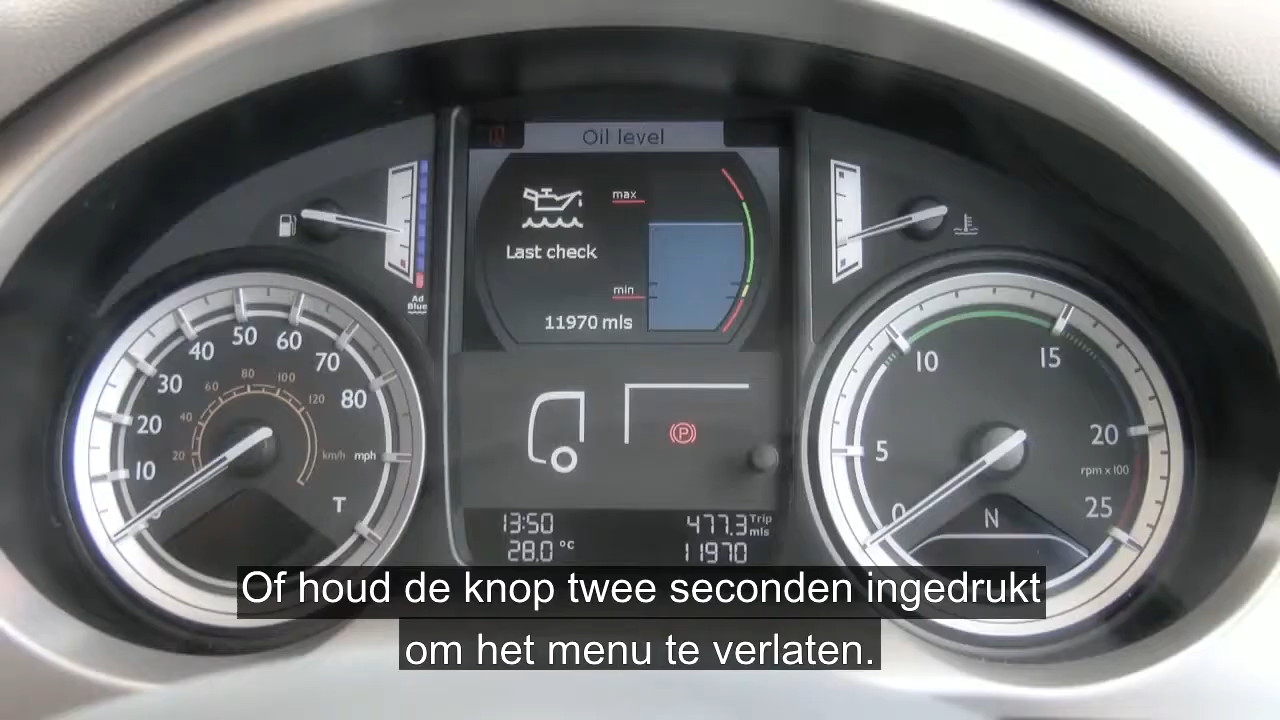 Oil level
max
Last check
min
11970 mls
Ad
Blue
10
20
30
40
50
60
70
80
20
40
60
80
100
120
km/h
mph
T
P
13:50
477.3 Trip mls
28.0 °C
11970
0
5
10
15
20
25
rpm x 100
N
Of houd de knop twee seconden ingedrukt
om het menu te verlaten.